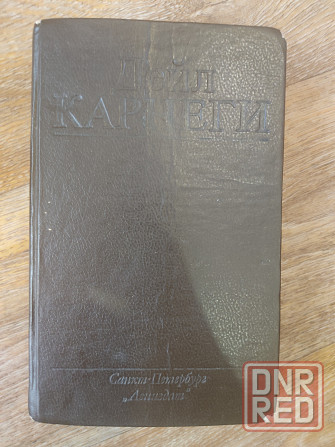 Дейл
КАРНЕГИ
Санкт-Петербург
„Лениздат"
DNR
RED